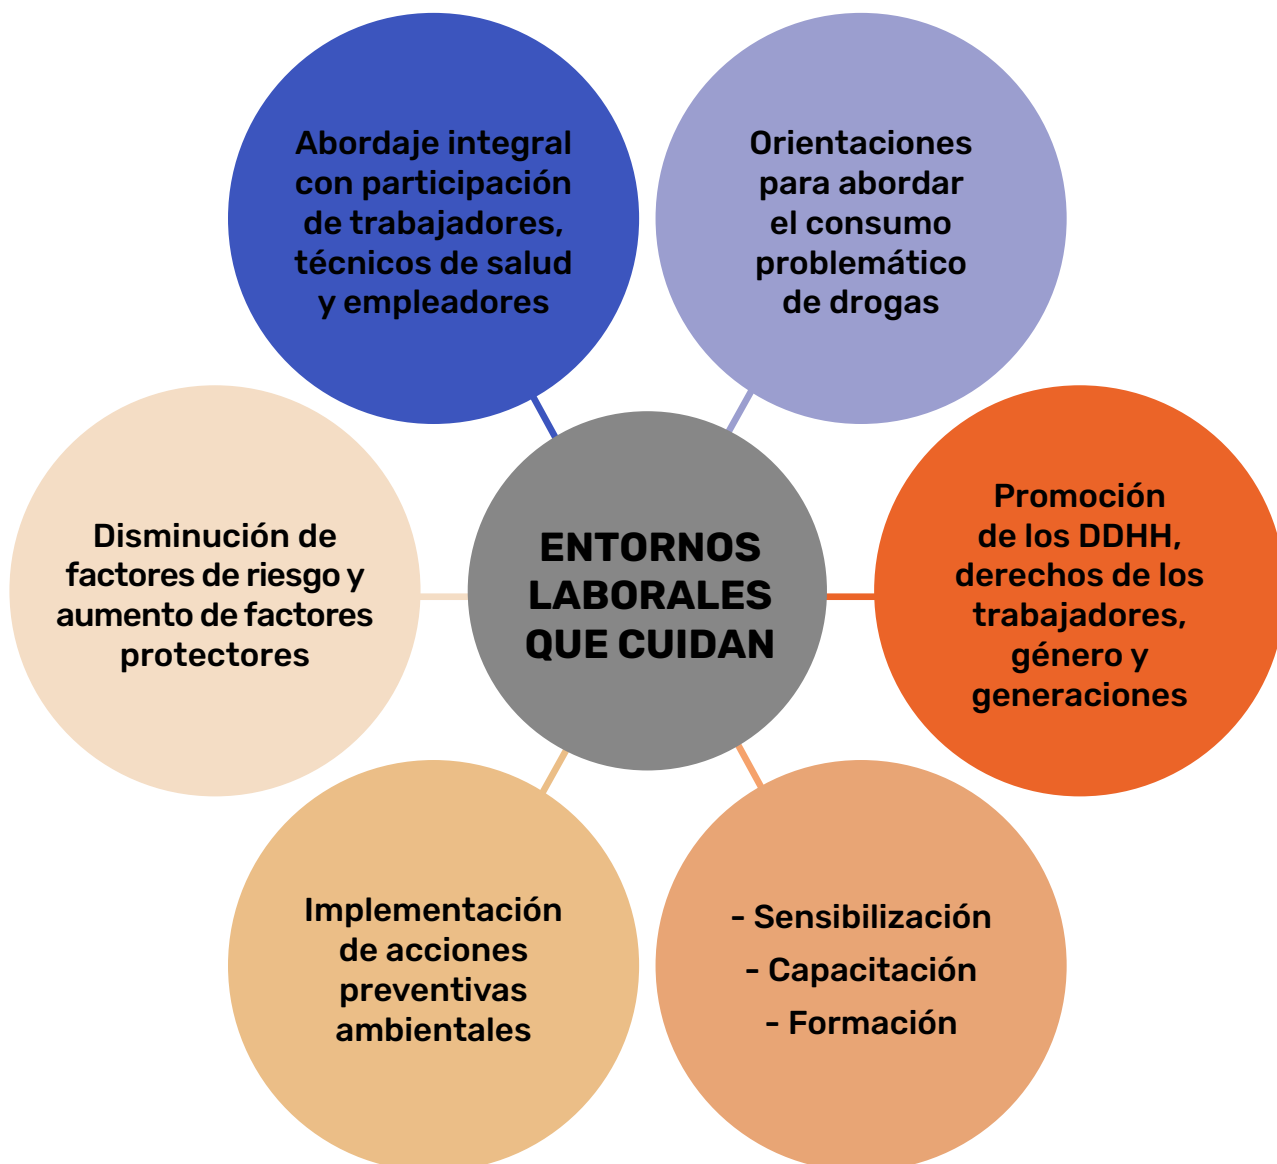 Abordaje integral
con participación
de trabajadores,
técnicos de salud
y empleadores
Orientaciones
para abordar
el consumo
problemático
de drogas
Disminución de
factores de riesgo y
aumento de factores
protectores
ENTORNOS
LABORALES
QUE CUIDAN
Promoción
de los DDHH,
derechos de los
trabajadores,
género y
generaciones
Implementación
de acciones
preventivas
ambientales
- Sensibilización
- Capacitación
- Formación